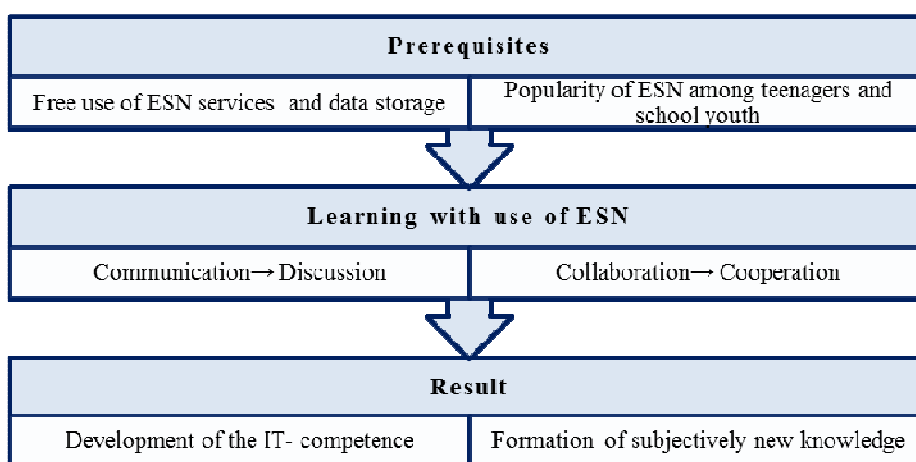 Prerequisites
Free use of ESN services and data storage
Popularity of ESN among teenagers and
school youth
Learning with use of ESN
Communication→ Discussion
Collaboration→ Cooperation
Result
Development of the IT- competence
Formation of subjectively new knowledge